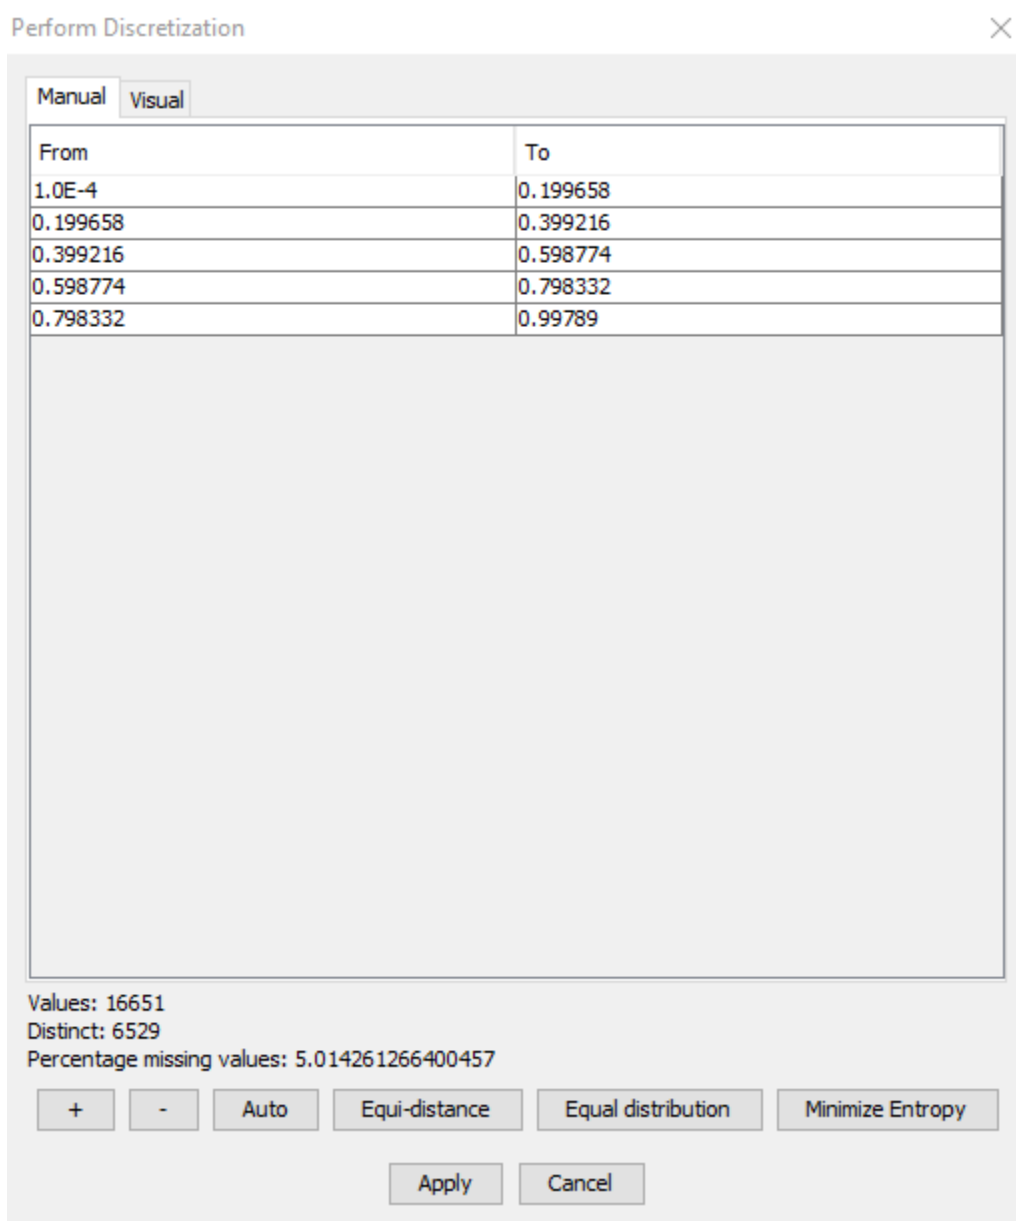 Perform Discretization
Manual Visual
From To
1.0E-4 0.199658
0.199658 0.399216
0.399216 0.598774
0.598774 0.798332
0.798332 0.99789
Values: 16651
Distinct: 6529
Percentage missing values: 5.014261266400457
+ - Auto Equi-distance Equal distribution Minimize Entropy
Apply Cancel